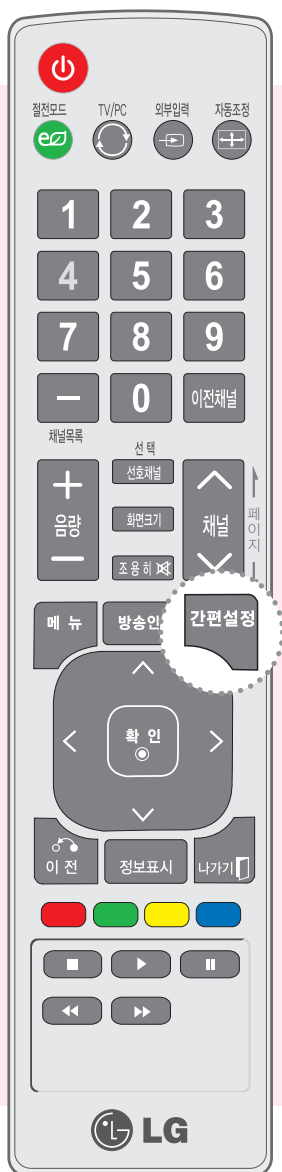 절전모드 TV/PC 외부입력 자동조정
1 2 3
4 5 6
7 8 9
0 이전채널
채널목록
선 택
선호채널
음량 화면크기 채널 페이지
조 용 히
메 뉴 방송안 간편설정
확 인
이 전 정보표시 나가기
LG